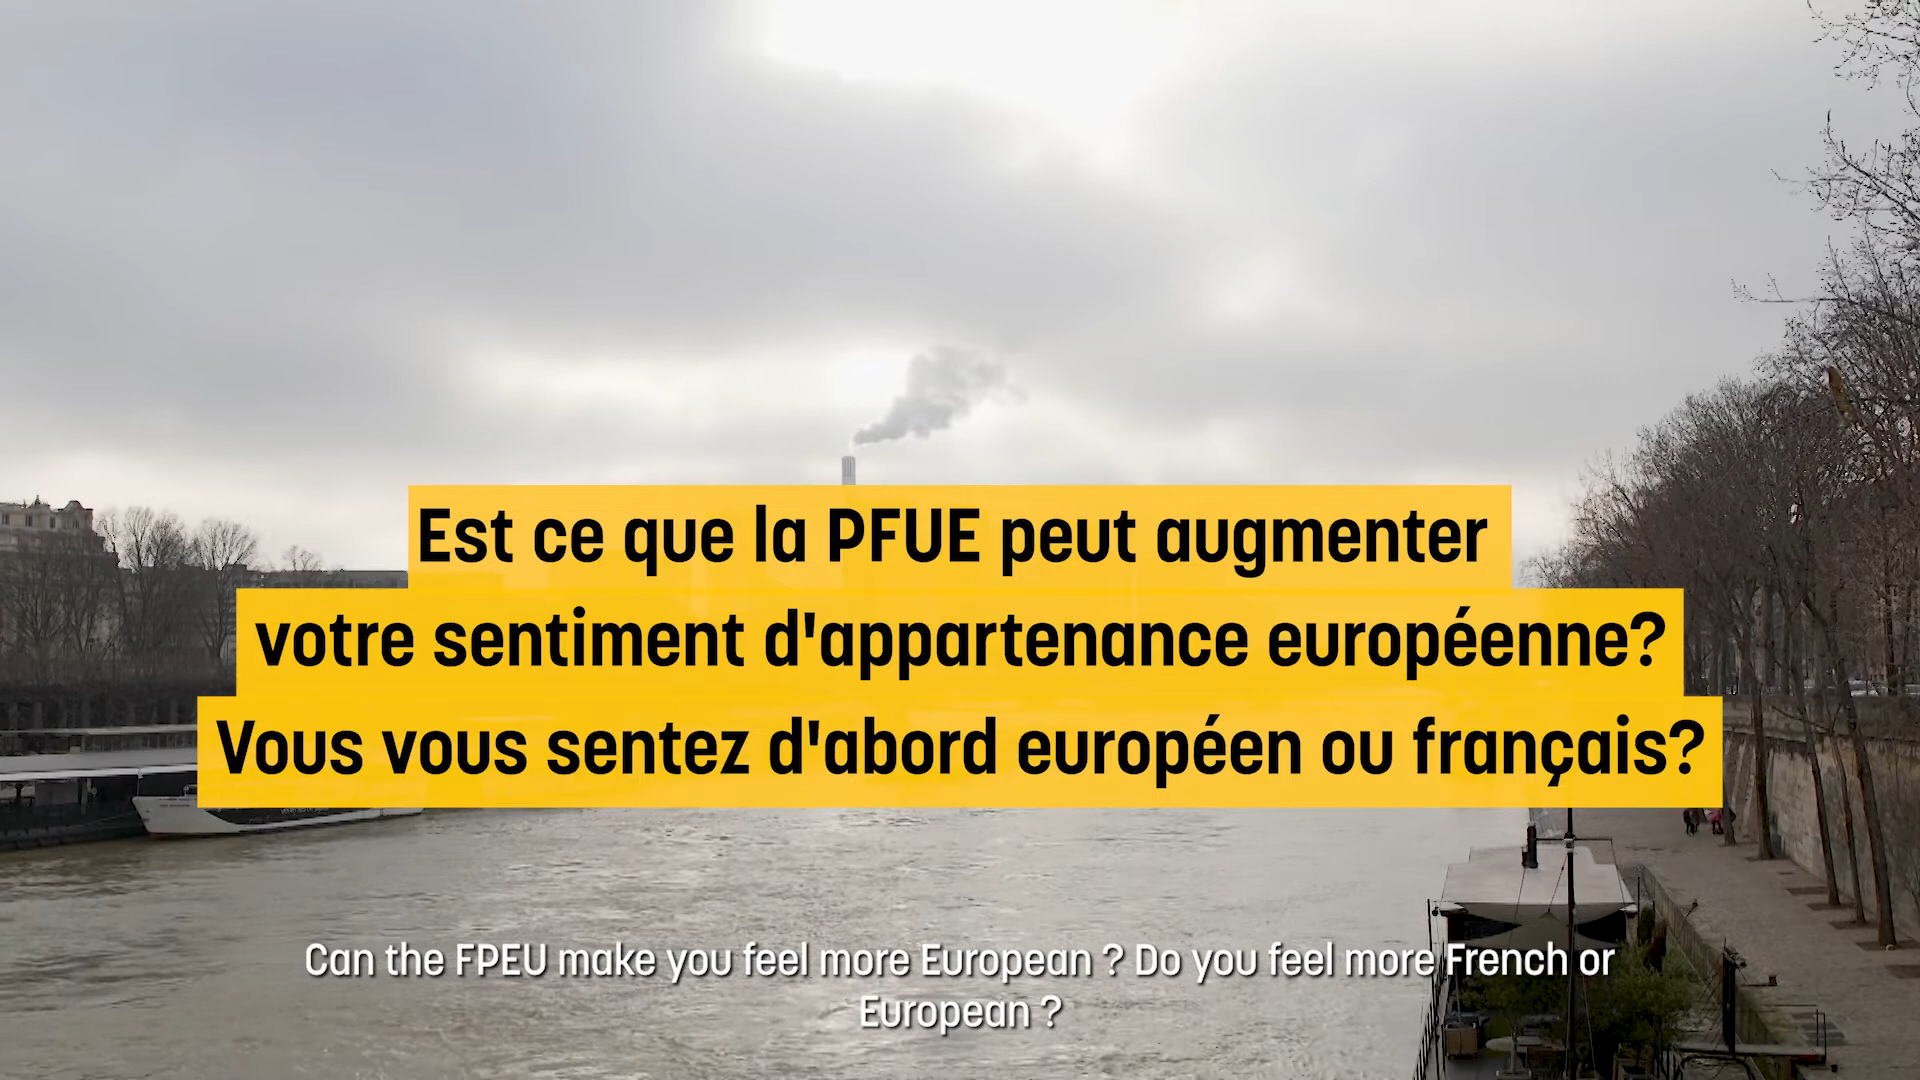 Est ce que la PFUE peut augmenter
votre sentiment d'appartenance européenne?
Vous vous sentez d'abord européen ou français?
Can the FPEU make you feel more European ? Do you feel more French or
European ?